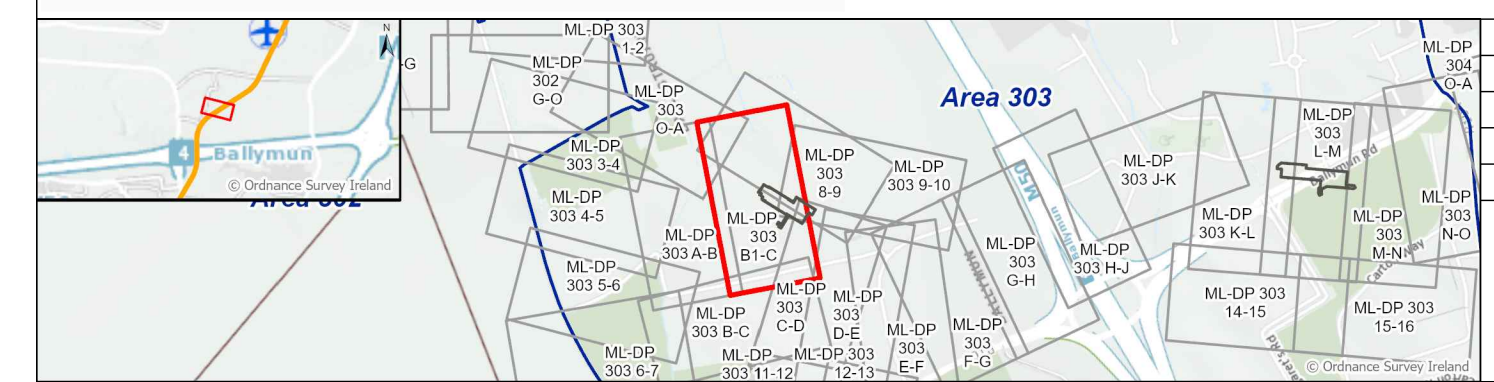 N
4
Ballymun
© Ordnance Survey Ireland
-G
ML-DP 303
1-2
ML-DP
302
G-O
ML-DP
303
O-A
ML-DP
303 3-4
ML-DP
303 4-5
ML-DP
303 A-B
ML-DP
303 5-6
ML-DP
303 6-7
ML-DP
303 B-C
ML-DP
303
B1-C
ML-DP
303
8-9
ML-DP
303 9-10
ML-DP
303
C-D
ML-DP
303
D-E
ML-DP
303 11-12
ML-DP 303
12-13
ML-DP
303
E-F
ML-DP
303
F-G
Area 303
M50
Ballymun
ML-DP
303
G-H
ML-DP
303 H-J
ML-DP
303 J-K
ML-DP
303 K-L
ML-DP
303
L-M
Ballymun Rd
ML-DP
303
M-N
ML-DP
303
N-O
ML-DP
304
O-A
ML-DP 303
14-15
ML-DP
303
15-16
© Ordnance Survey Ireland